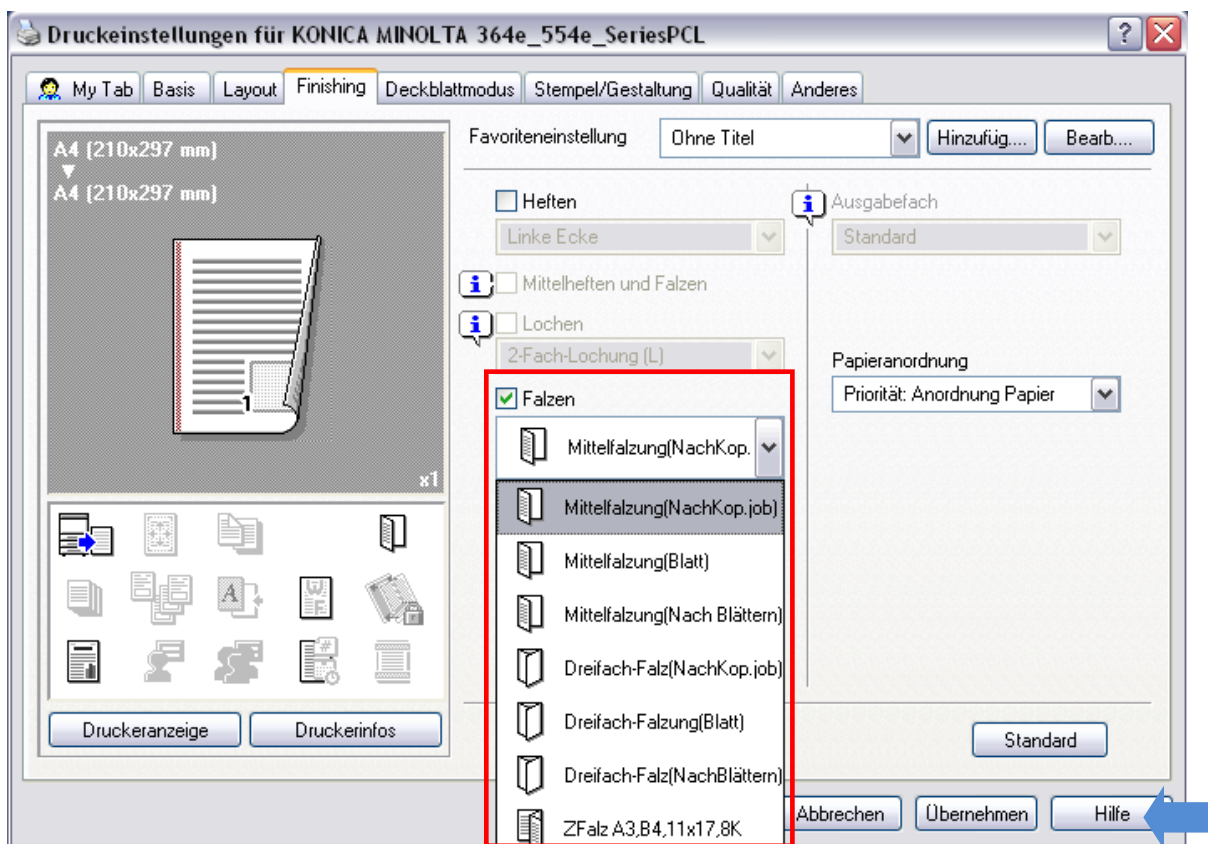 Druckeinstellungen für KONICA MINOLTA 364e_554e_SeriesPCL
My Tab Basis Layout Finishing Deckblattmodus Stempel/Gestaltung Qualität Anderes
A4 (210x297 mm)
A4 (210x297 mm)
1
x1
Druckeranzeige Druckerinfos
Favoriteneinstellung Ohne Titel Hinzufüg.... Bearb....
Heften
Linke Ecke
Mittelheften und Falzen
Lochen
2-Fach-Lochung (L)
Falzen
Mittelfalzung(NachKop.
Mittelfalzung(NachKop.job)
Mittelfalzung(Blatt)
Mittelfalzung(Nach Blättern)
Dreifach-Falz(NachKop.job)
Dreifach-Falzung(Blatt)
Dreifach-Falz(NachBlättern)
ZFalz A3,B4,11x17,8K
Ausgabefach
Standard
Papieranordnung
Priorität: Anordnung Papier
Standard
Abbrechen Übernehmen Hilfe